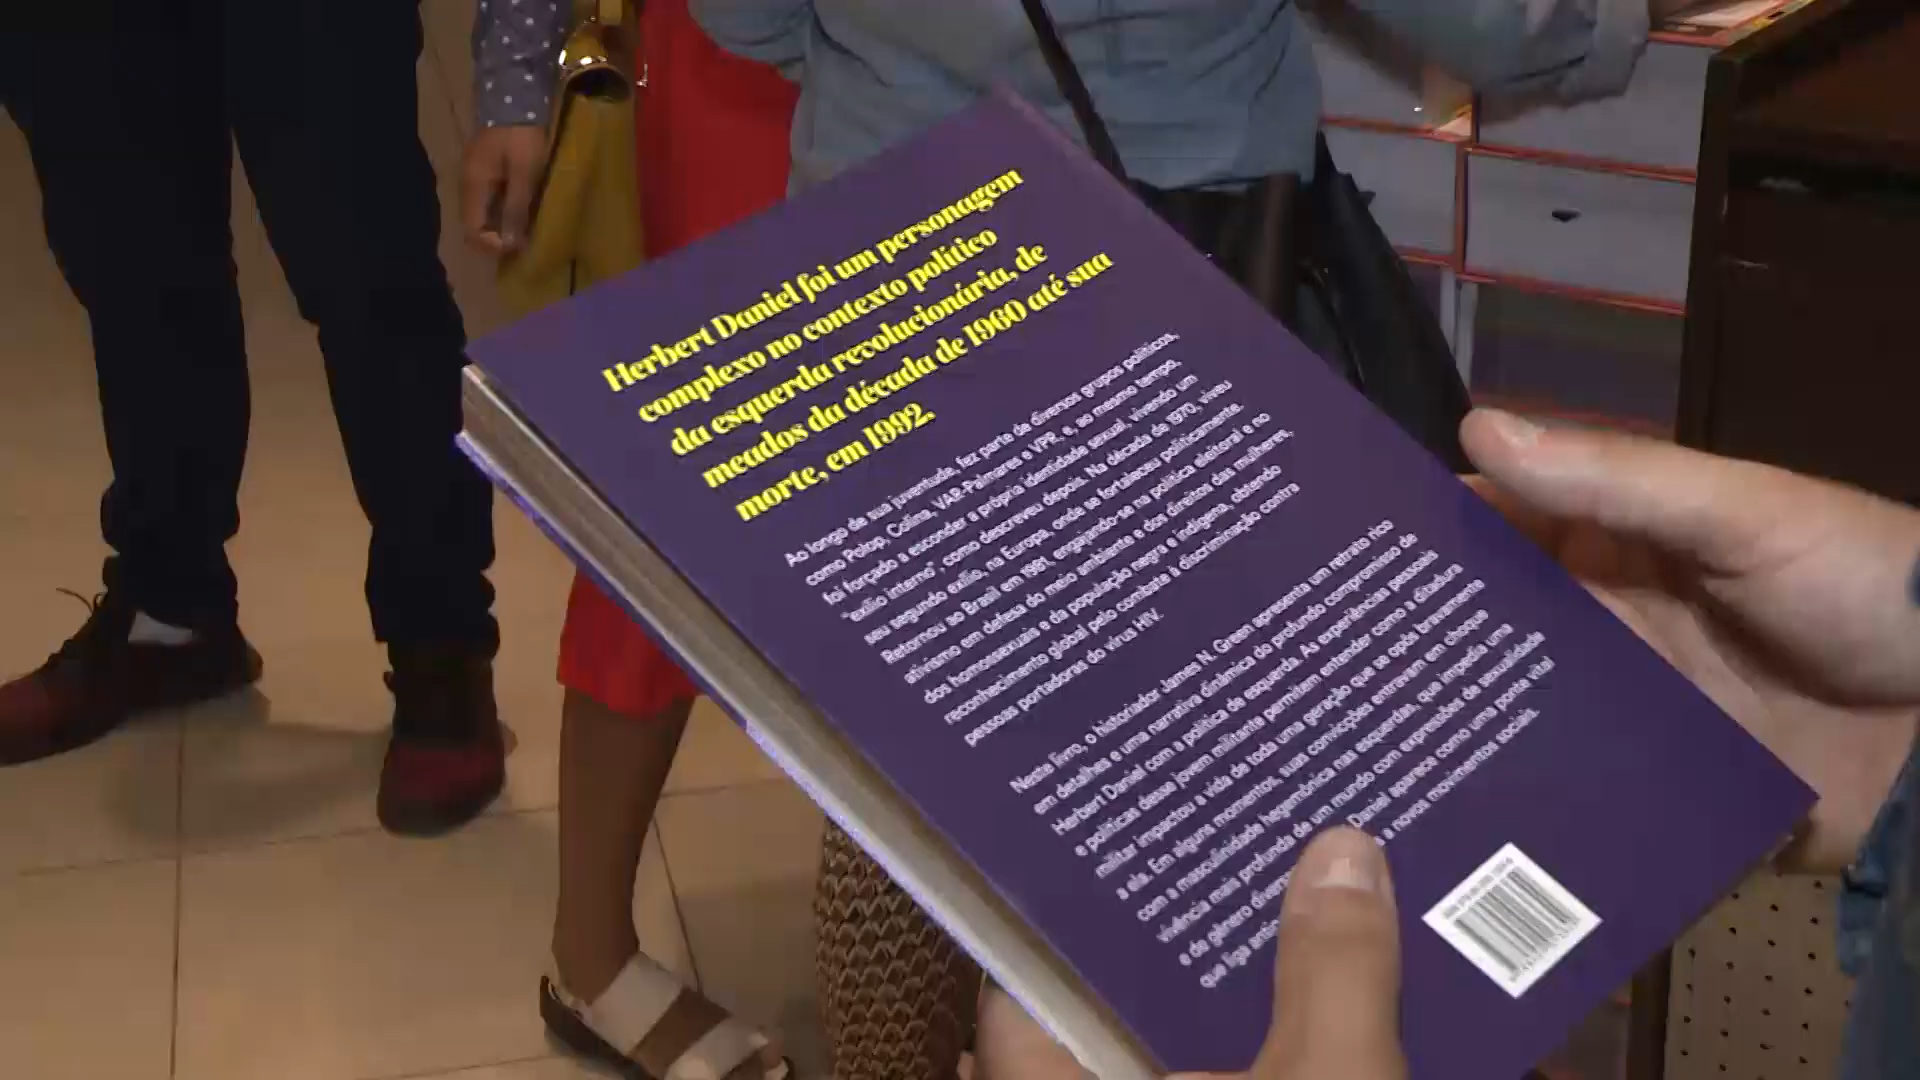 Herbert Daniel foi um personagem
complexo no contexto político
da esquerda revolucionária, de
meados da década de 1960 até sua
morte, em 1992.
Ao longo de sua juventude, fez parte de diversos grupos políticos,
como Polop, Colina, VAR-Palmares e VPR, e, ao mesmo tempo,
foi forçado a esconder a própria identidade sexual, vivendo um
"exílio interno", como descreveu depois. Na década de 1970, viveu
seu segundo exílio, na Europa, onde se fortaleceu politicamente.
Retornou ao Brasil em 1981, engajando-se na política eleitoral e no
ativismo em defesa do meio ambiente e dos direitos das mulheres,
dos homossexuais e da população negra e indígena, obtendo
reconhecimento global pelo combate à discriminação contra
pessoas portadoras do vírus HIV.
Neste livro, o historiador James N. Green apresenta um retrato rico
em detalhes e uma narrativa dinâmica do profundo compromisso de
Herbert Daniel com a política de esquerda. As experiências pessoais
e políticas desse jovem militante permitem entender como a ditadura
militar impactou a vida de toda uma geração que se opôs bravamente
a ela. Em alguns momentos, suas convicções entravam em choque
com a masculinidade hegemônica nas esquerdas, que impedia uma
vivência mais profunda de um mundo com expressões de sexualidade
e de gênero Daniel aparece como uma ponte vital
que liga a novos movimentos sociais.